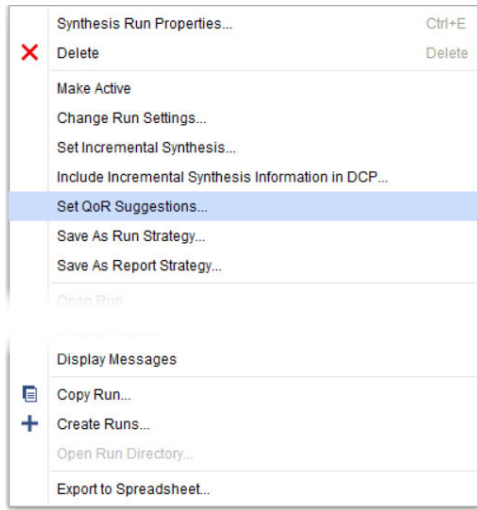 Synthesis Run Properties... Ctrl+E
Delete Delete
Make Active
Change Run Settings...
Set Incremental Synthesis...
Include Incremental Synthesis Information in DCP...
Set QoR Suggestions...
Save As Run Strategy...
Save As Report Strategy...
Open Run
Display Messages
Copy Run...
Create Runs...
Open Run Directory...
Export to Spreadsheet...